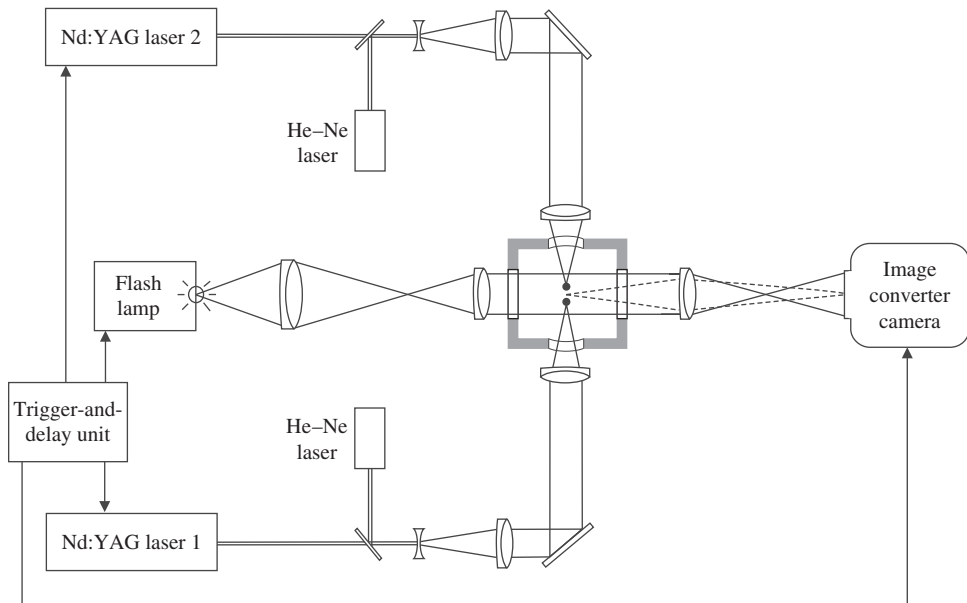 Nd:YAG laser 2
He–Ne
laser
Flash
lamp
Image
converter
camera
Trigger-and-
delay unit
He–Ne
laser
Nd:YAG laser 1